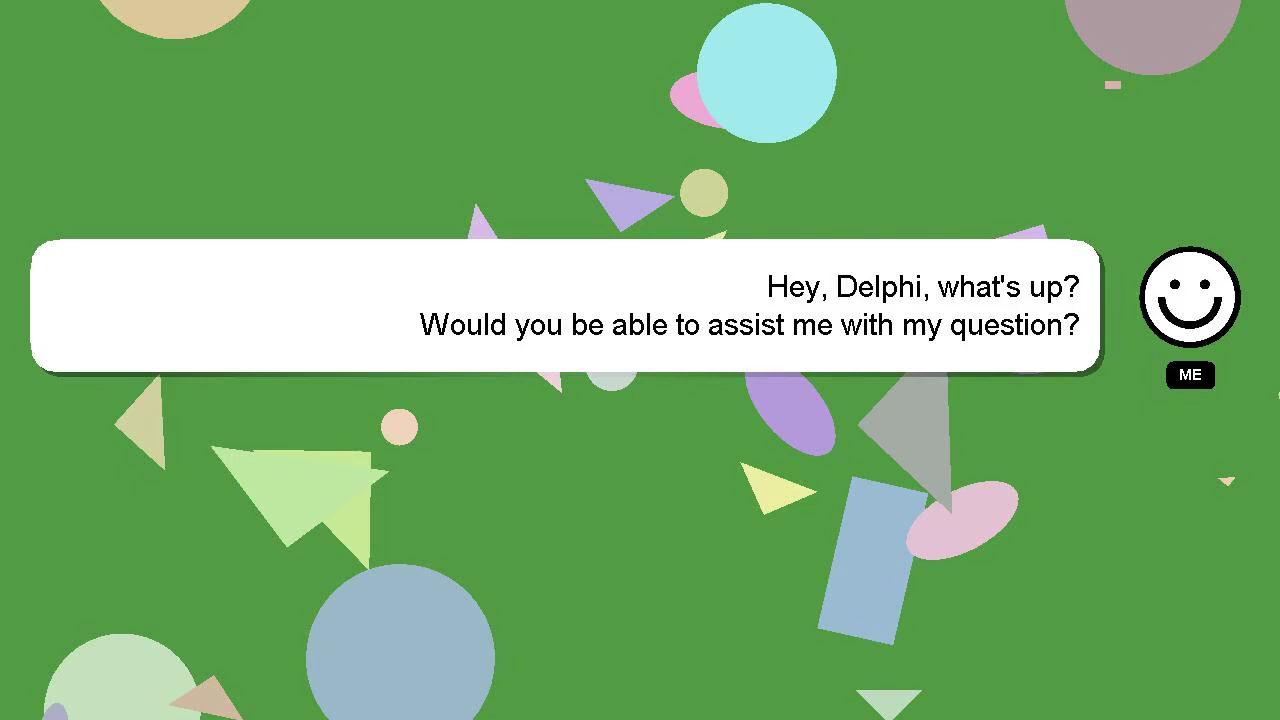 Hey, Delphi, what's up?
Would you be able to assist me with my question?
ME